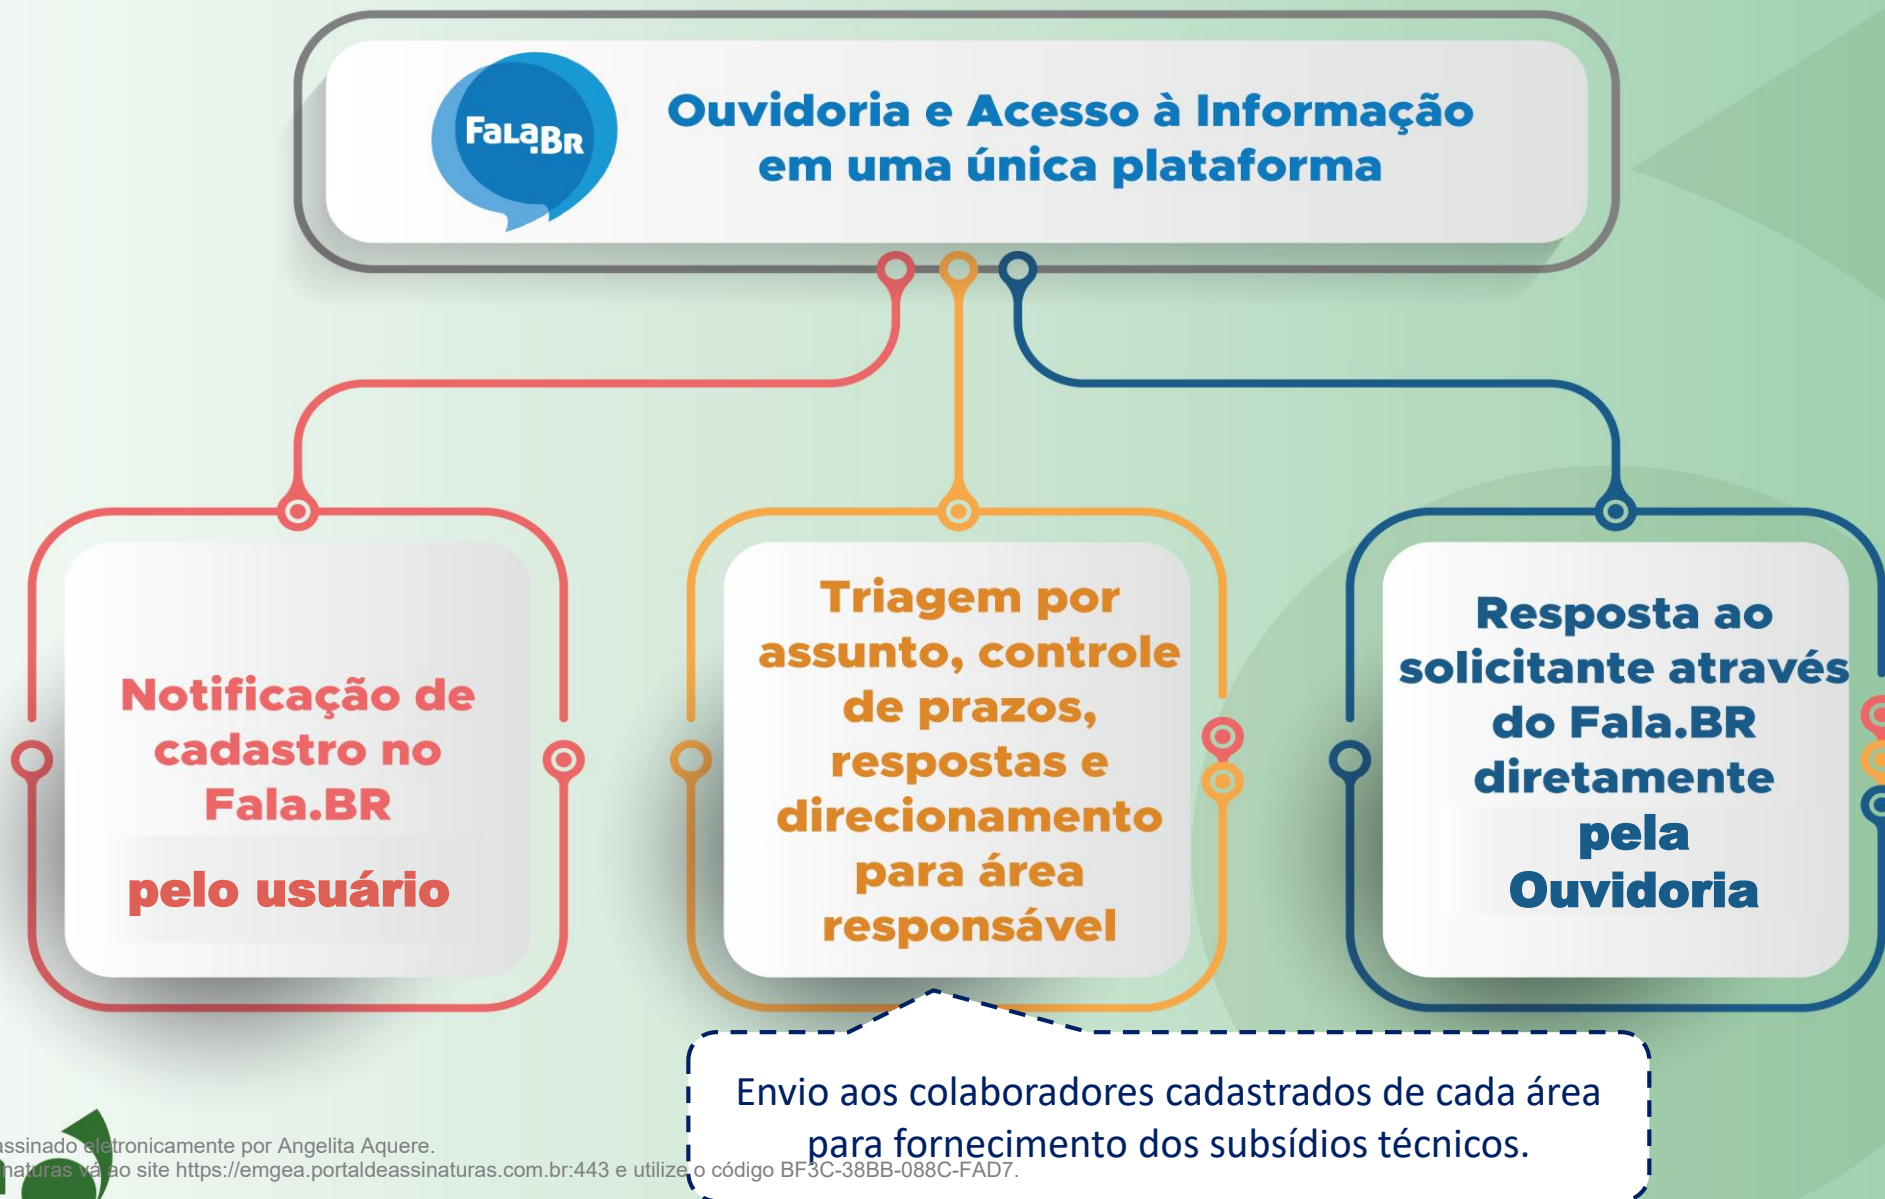 Fala.BR
Ouvidoria e Acesso à Informação
em uma única plataforma
Notificação de
cadastro no
Fala.BR
pelo usuário
Triagem por
assunto, controle
de prazos,
respostas e
direcionamento
para área
responsável
Resposta ao
solicitante através
do Fala.BR
diretamente
pela
Ouvidoria
Envio aos colaboradores cadastrados de cada área
para fornecimento dos subsídios técnicos.
assinado eletronicamente por Angelita Aquere.
naturas vá ao site https://emgea.portaldeassinaturas.com.br:443 e utilize o código BF3C-38BB-088C-FAD7.